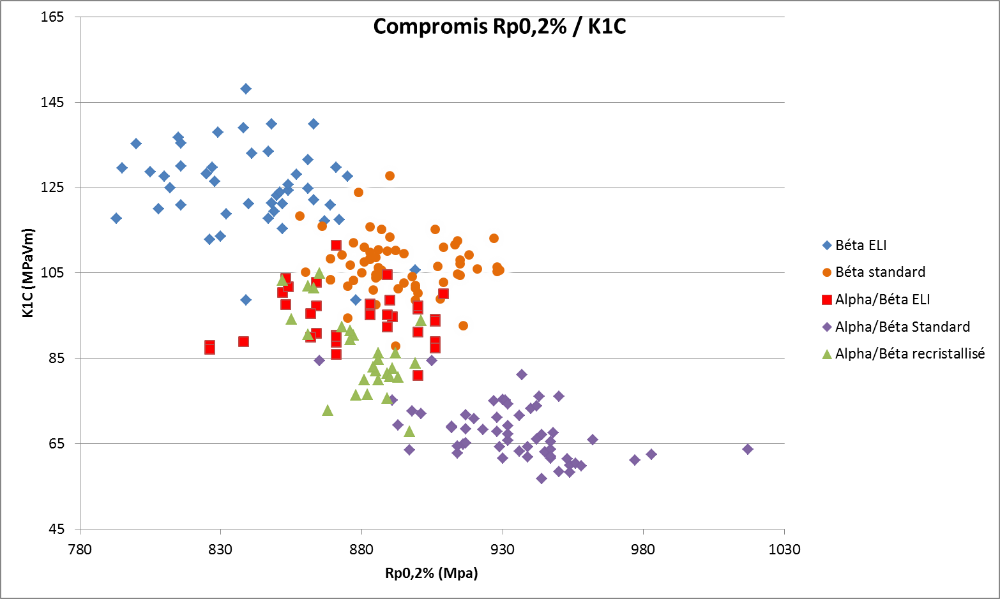 Compromis Rp0,2% / K1C
165
145
125
105
85
65
45
K1C (MPaVm)
780 830 880 930 980 1030
Rp0,2% (Mpa)
Béta ELI
Béta standard
Alpha/Béta ELI
Alpha/Béta Standard
Alpha/Béta recristallisé